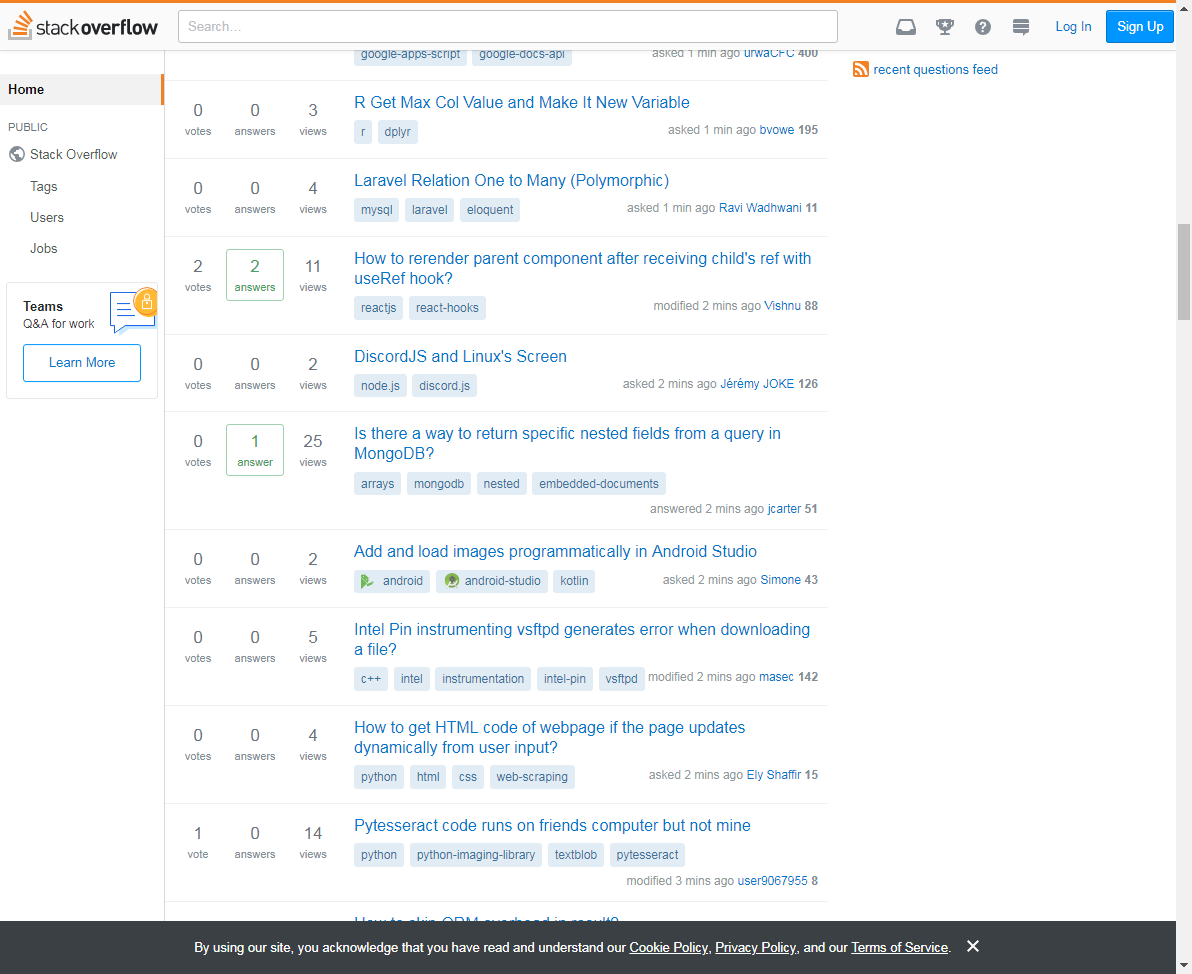 stackoverflow
Search...
Log In
Sign Up
Home
PUBLIC
Stack Overflow
Tags
Users
Jobs
Teams
Q&A for work
Learn More
google-apps-script google-docs-api
asked 1 min ago urwaCFC 400
0 votes 0 answers 3 views
R Get Max Col Value and Make It New Variable
r dplyr
asked 1 min ago bvowe 195
0 votes 0 answers 4 views
Laravel Relation One to Many (Polymorphic)
mysql laravel eloquent
asked 1 min ago Ravi Wadhwani 11
2 votes 2 answers 11 views
How to rerender parent component after receiving child's ref with
useRef hook?
reactjs react-hooks
modified 2 mins ago Vishnu 88
0 votes 0 answers 2 views
DiscordJS and Linux's Screen
node.js discord.js
asked 2 mins ago Jérémy JOKE 126
0 votes 1 answer 25 views
Is there a way to return specific nested fields from a query in
MongoDB?
arrays mongodb nested embedded-documents
answered 2 mins ago jcarter 51
0 votes 0 answers 2 views
Add and load images programmatically in Android Studio
android android-studio kotlin
asked 2 mins ago Simone 43
0 votes 0 answers 5 views
Intel Pin instrumenting vsftpd generates error when downloading
a file?
c++ intel instrumentation intel-pin vsftpd
modified 2 mins ago masec 142
0 votes 0 answers 4 views
How to get HTML code of webpage if the page updates
dynamically from user input?
python html css web-scraping
asked 2 mins ago Ely Shaffir 15
1 vote 0 answers 14 views
Pytesseract code runs on friends computer but not mine
python python-imaging-library textblob pytesseract
modified 3 mins ago user9067955 8
How to skip ORM overhead in result?
recent questions feed
By using our site, you acknowledge that you have read and understand our Cookie Policy, Privacy Policy, and our Terms of Service.